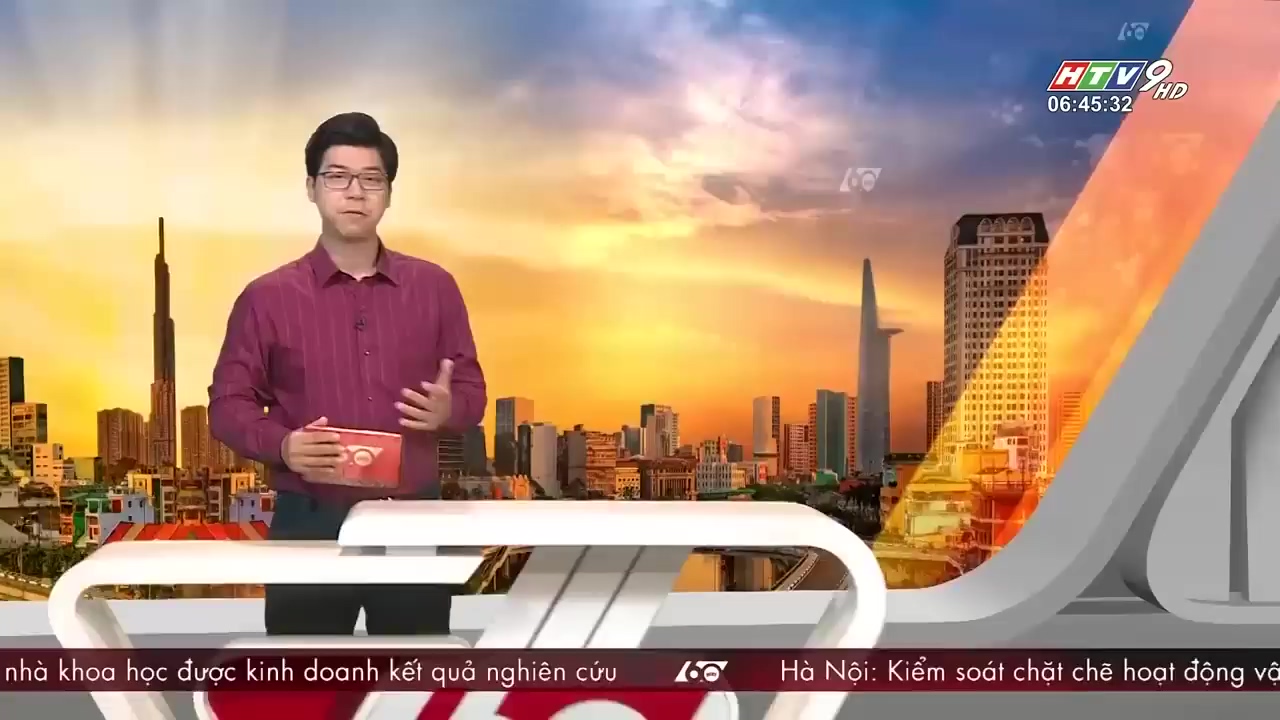 HTV9
HD
06:45:32
nhà khoa học được kinh doanh kết quả nghiên cứu
60
Hà Nội: Kiểm soát chặt chẽ hoạt động